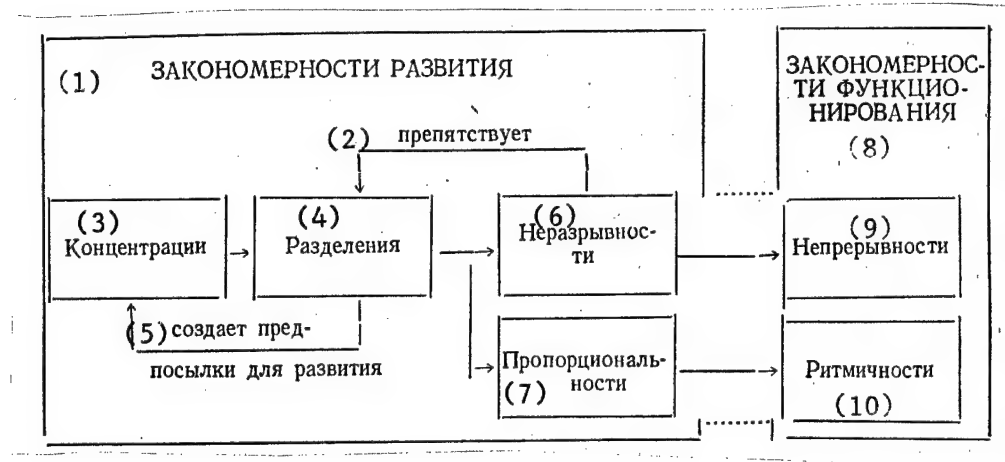 (1) ЗАКОНОМЕРНОСТИ РАЗВИТИЯ
ЗАКОНОМЕРНОС-
ТИ ФУНКЦИО-
НИРОВАНИЯ
(8)
(2) препятствует
(3)
Концентрации
(4)
Разделения
(6)
Неразрывнос-
ти
(9)
Непрерывности
(5) создает пред-
посылки для развития
Пропорциональ-
ности
(7)
Ритмичности
(10)